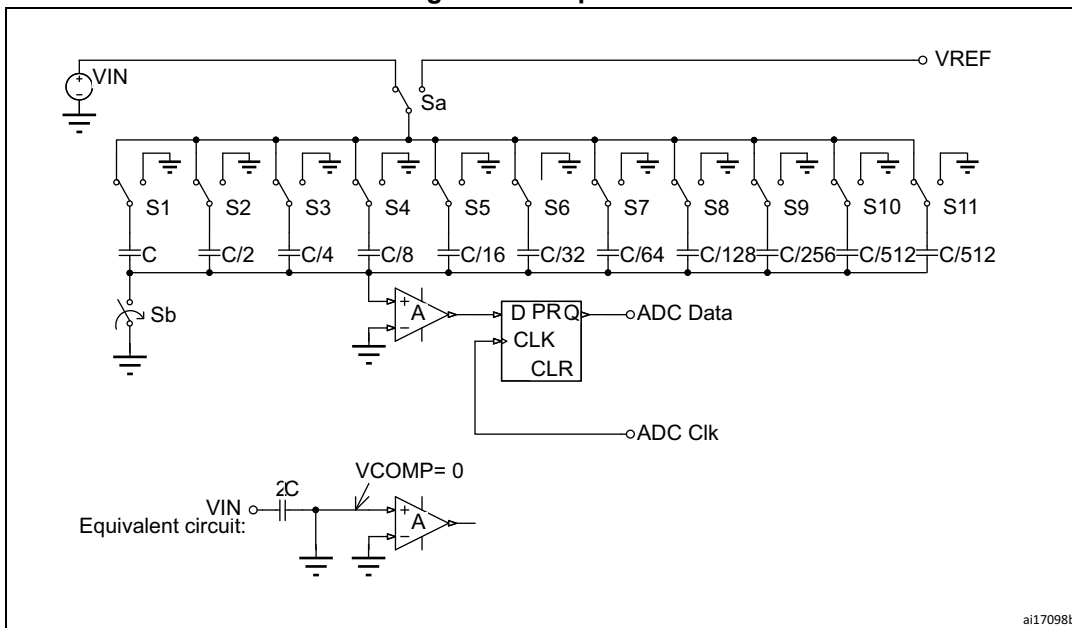 VREF
VIN
Sa
S1 S2 S3 S4 S5 S6 S7 S8 S9 S10 S11
C C/2 C/4 C/8 C/16 C/32 C/64 C/128 C/256 C/512 C/512
Sb
+
A
−
D PR Q
CLK
CLR
ADC Data
ADC Clk
VCOMP= 0
2C
VIN
Equivalent circuit:
+
A
−
ai17098b